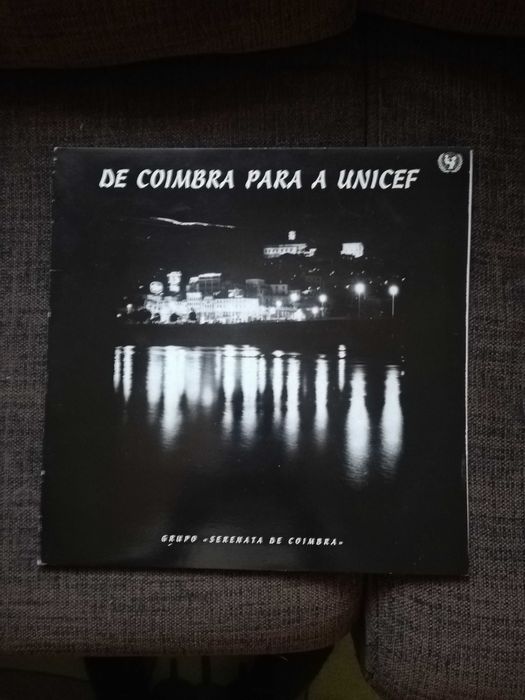 DE COIMBRA PARA A UNICEF
GRUPO «SERENATA DE COIMBRA»